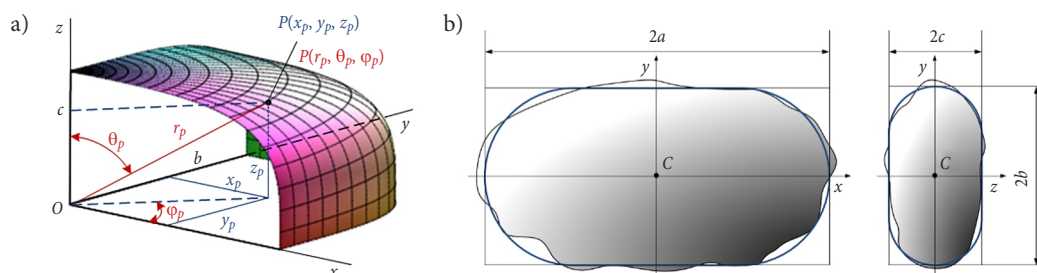 a)
z
P(xₚ, yₚ, zₚ)
P(rₚ, θₚ, φₚ)
c
y
θₚ
rₚ
b
xₚ
zₚ
O
φₚ
yₚ
x
b)
2a
2c
y
y
C
C
x
z
2b